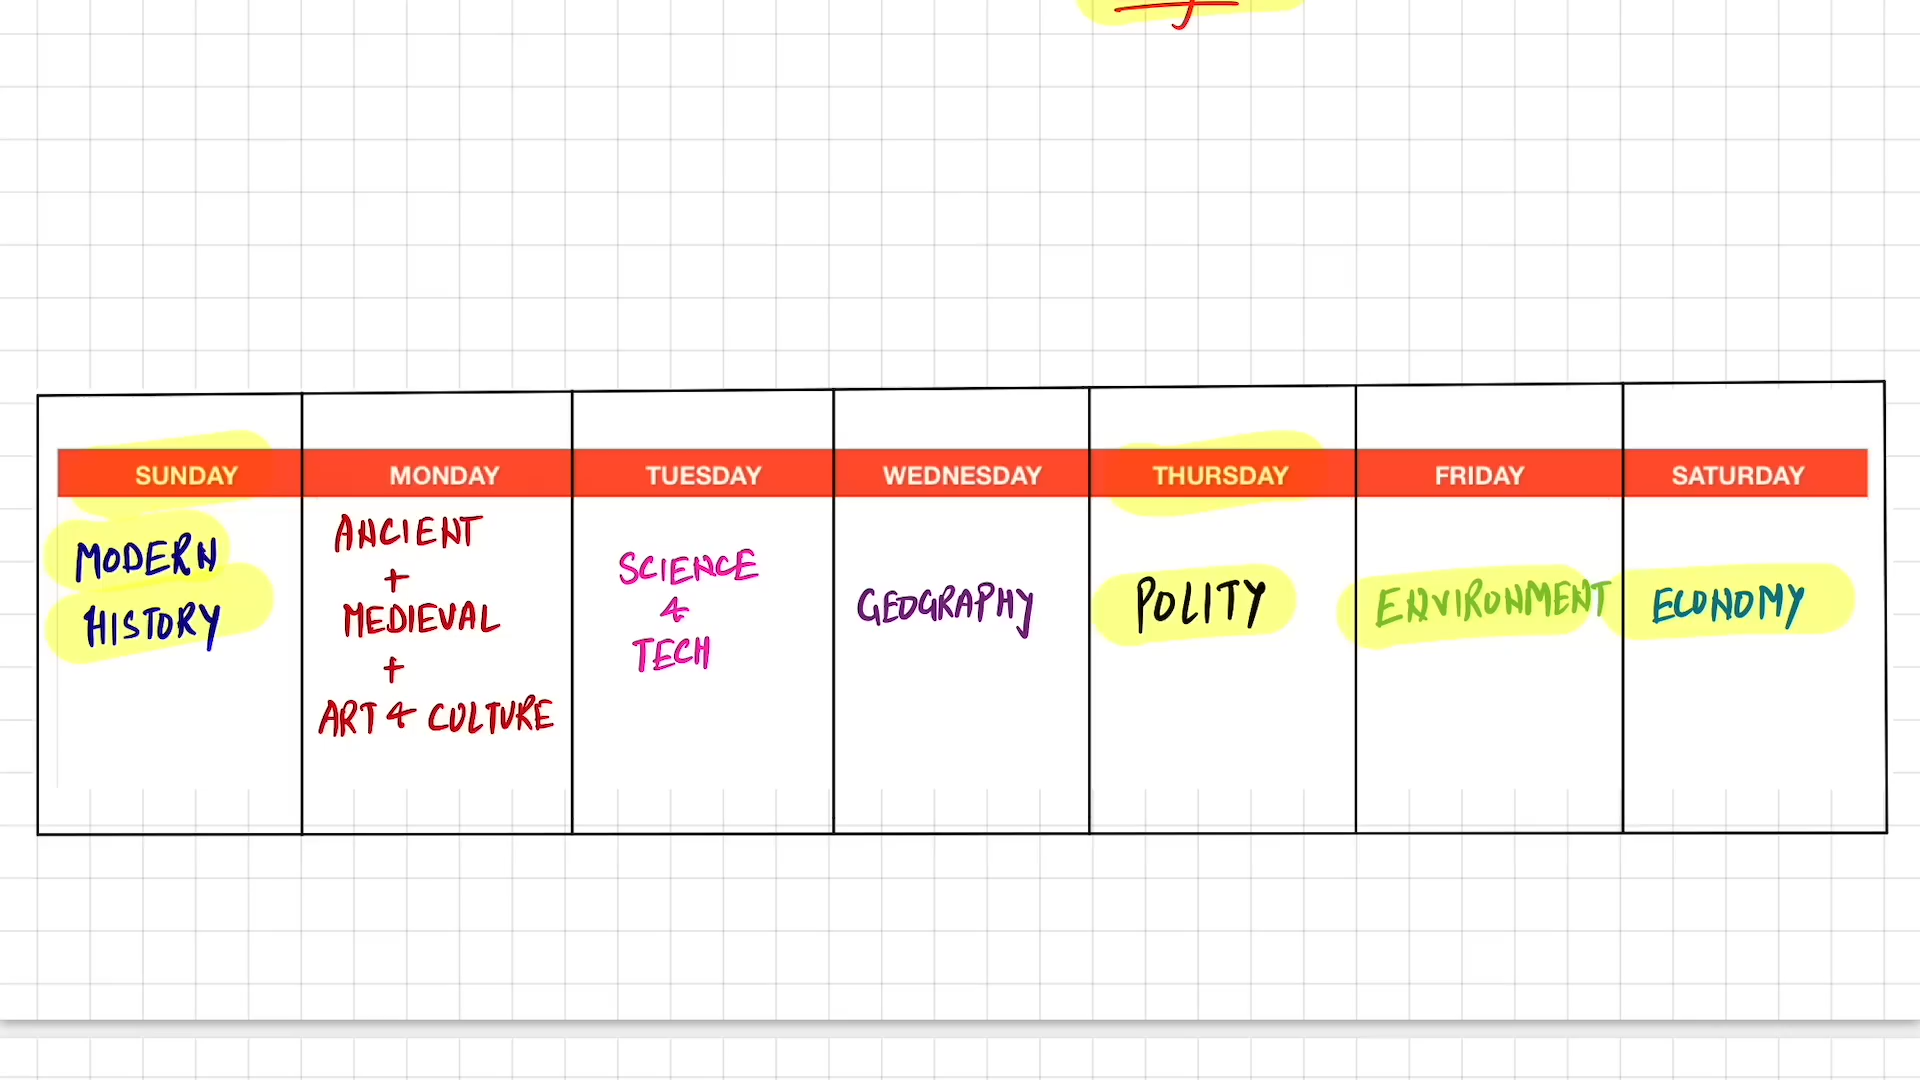 SUNDAY MONDAY TUESDAY WEDNESDAY THURSDAY FRIDAY SATURDAY
MODERN
HISTORY
ANCIENT
+
MEDIEVAL
+
ART & CULTURE
SCIENCE
&
TECH
GEOGRAPHY
POLITY
ENVIRONMENT
ECONOMY